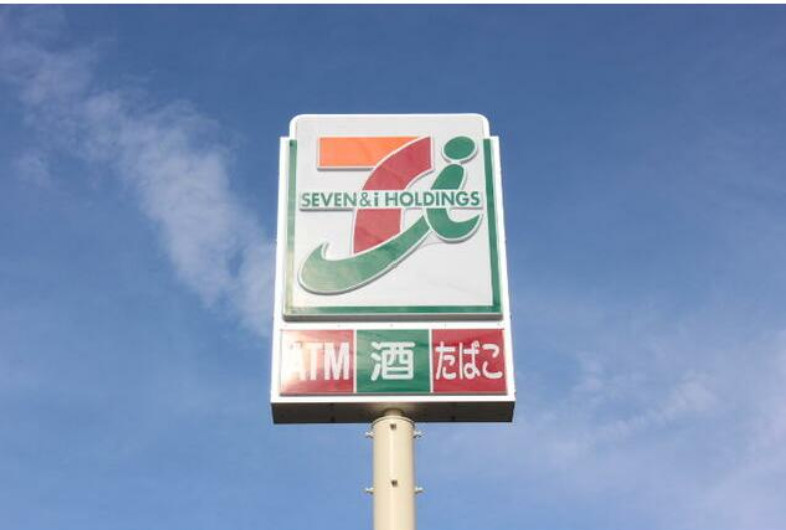 SEVEN&i HOLDINGS
ATM 酒 たばこ